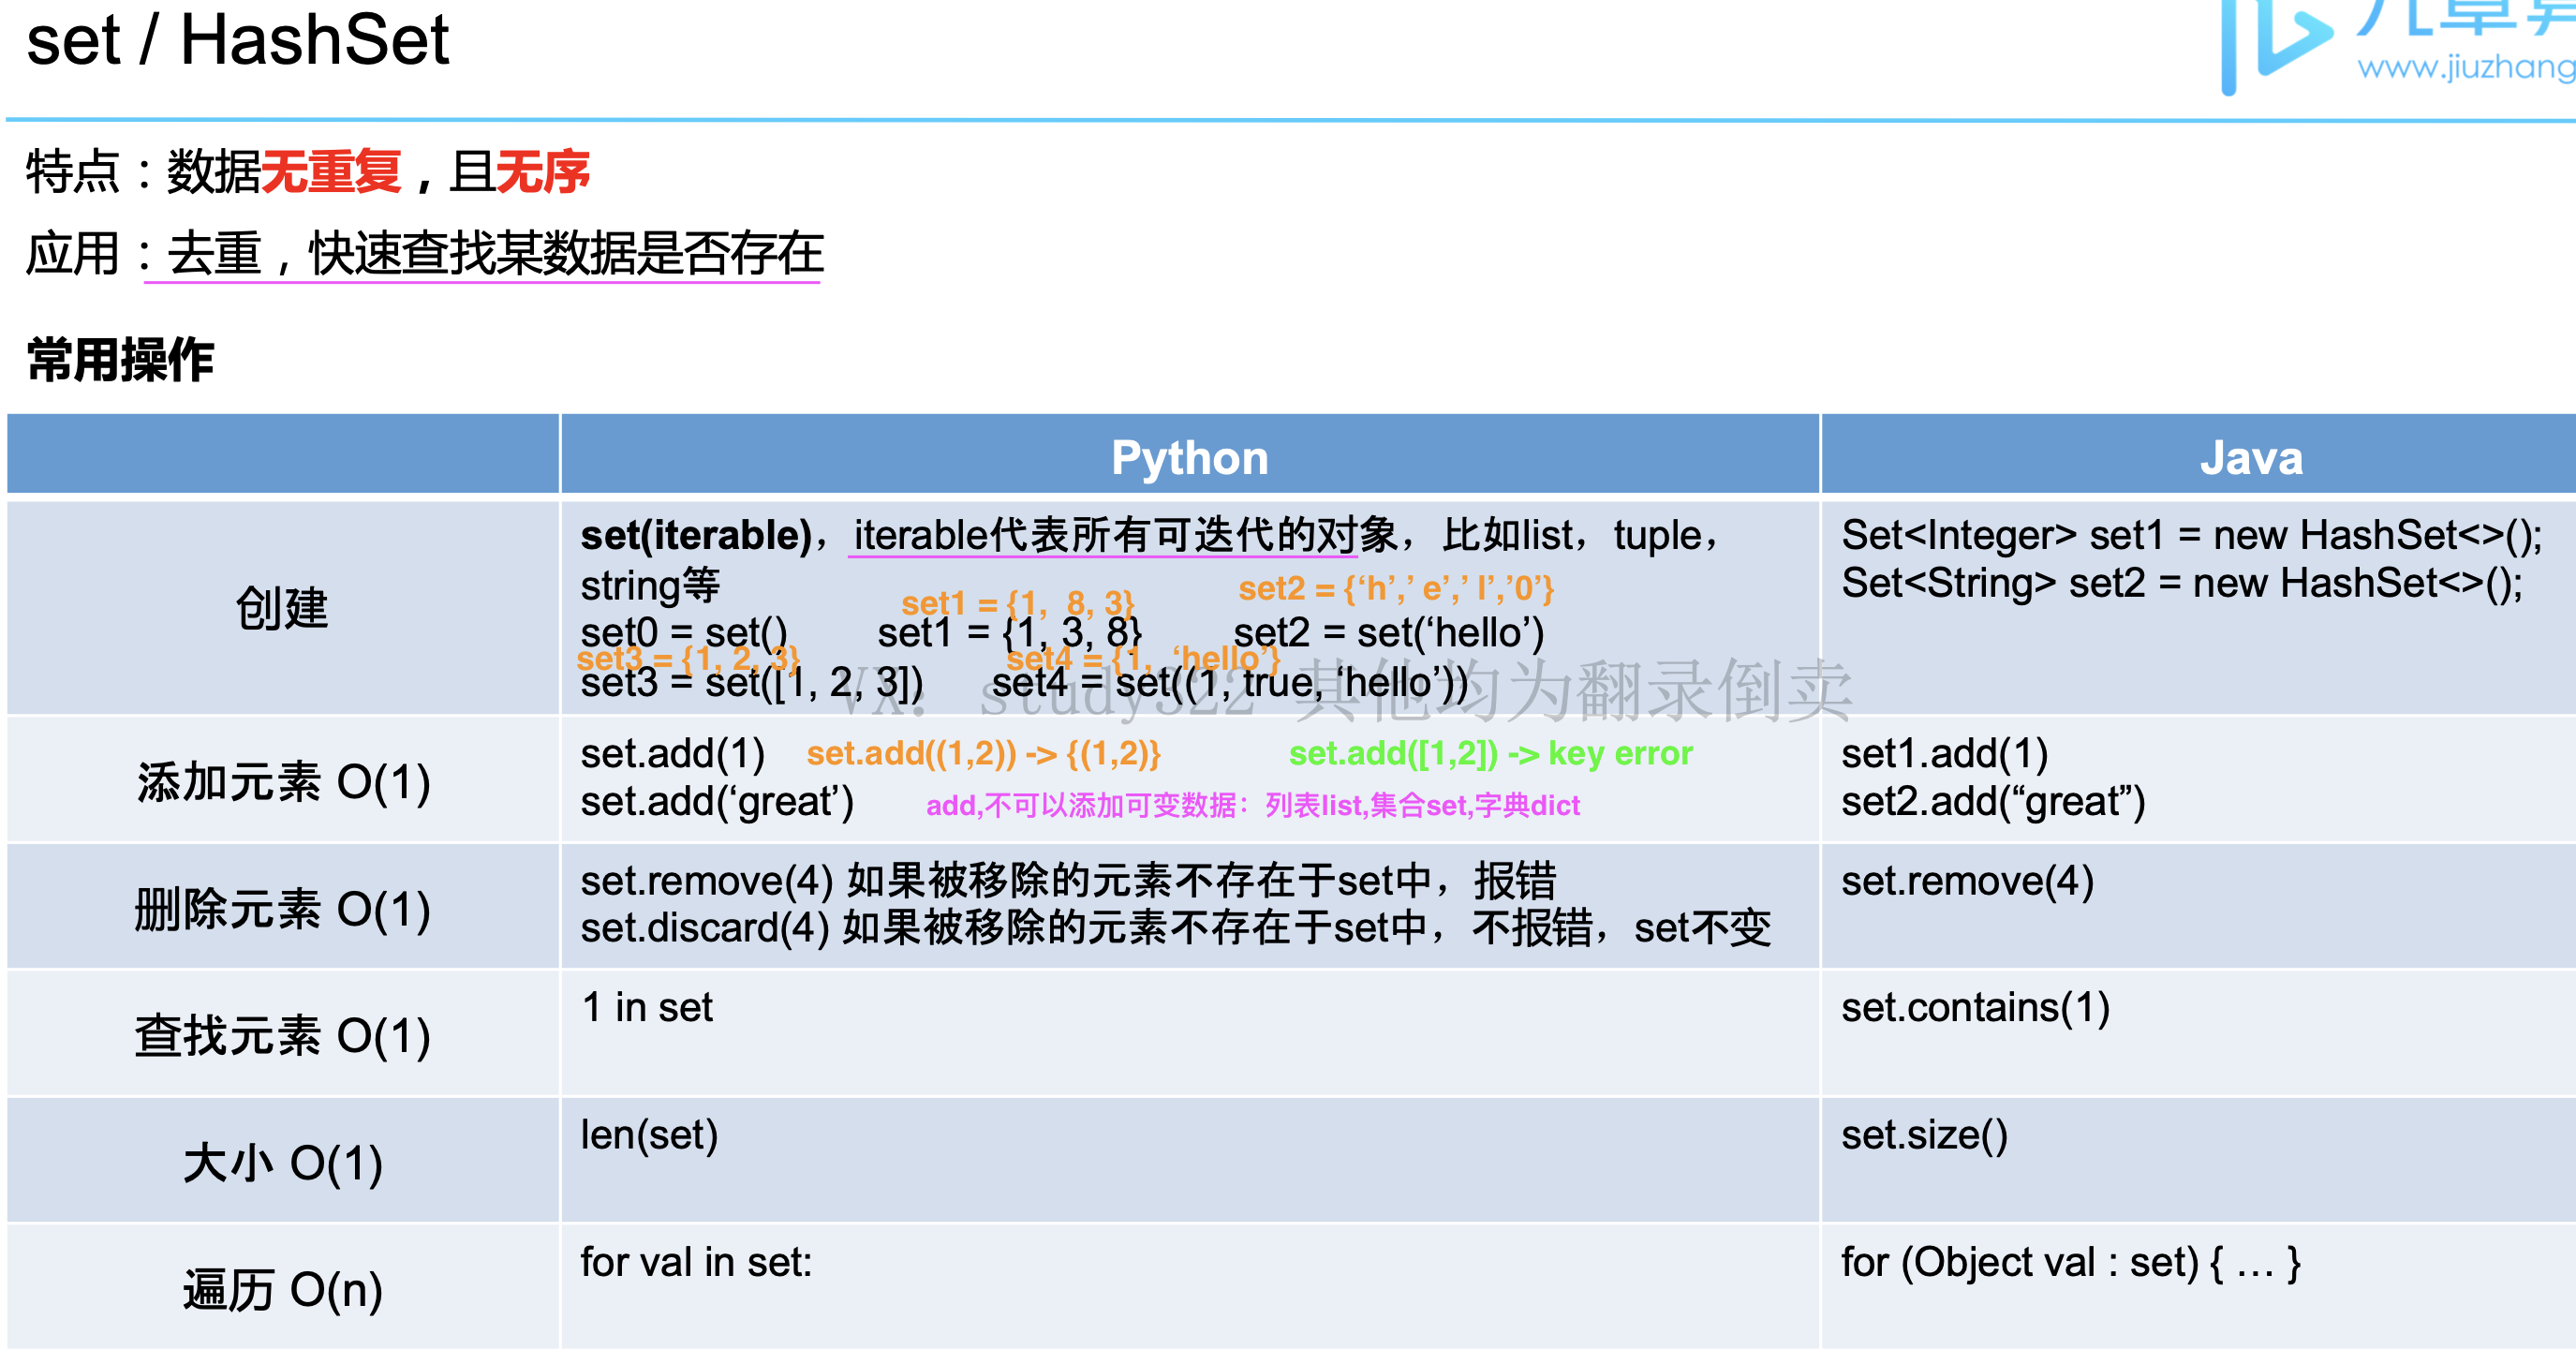 set / HashSet
www.jiuzhang
特点：数据无重复，且无序
应用：去重，快速查找某数据是否存在
常用操作
Python
Java
创建
set(iterable)，iterable代表所有可迭代的对象，比如list，tuple，
string等
set1 = {1, 8, 3}
set2 = {‘h’,’ e’,’ l’,’0’}
set0 = set()
set1 = {1, 3, 8}
set2 = set(‘hello’)
set3 = {1, 2, 3}
set4 = {1, ‘hello’}
set3 = set([1, 2, 3])
set4 = set((1, true, ‘hello’))
Set<Integer> set1 = new HashSet<>();
Set<String> set2 = new HashSet<>();
VX: study322 其他均为翻录倒卖
添加元素 O(1)
set.add(1)
set.add((1,2)) -> {(1,2)}
set.add([1,2]) -> key error
set.add(‘great’)
add,不可以添加可变数据：列表list,集合set,字典dict
set1.add(1)
set2.add(“great”)
删除元素 O(1)
set.remove(4) 如果被移除的元素不存在于set中，报错
set.discard(4) 如果被移除的元素不存在于set中，不报错，set不变
set.remove(4)
查找元素 O(1)
1 in set
set.contains(1)
大小 O(1)
len(set)
set.size()
遍历 O(n)
for val in set:
for (Object val : set) { … }